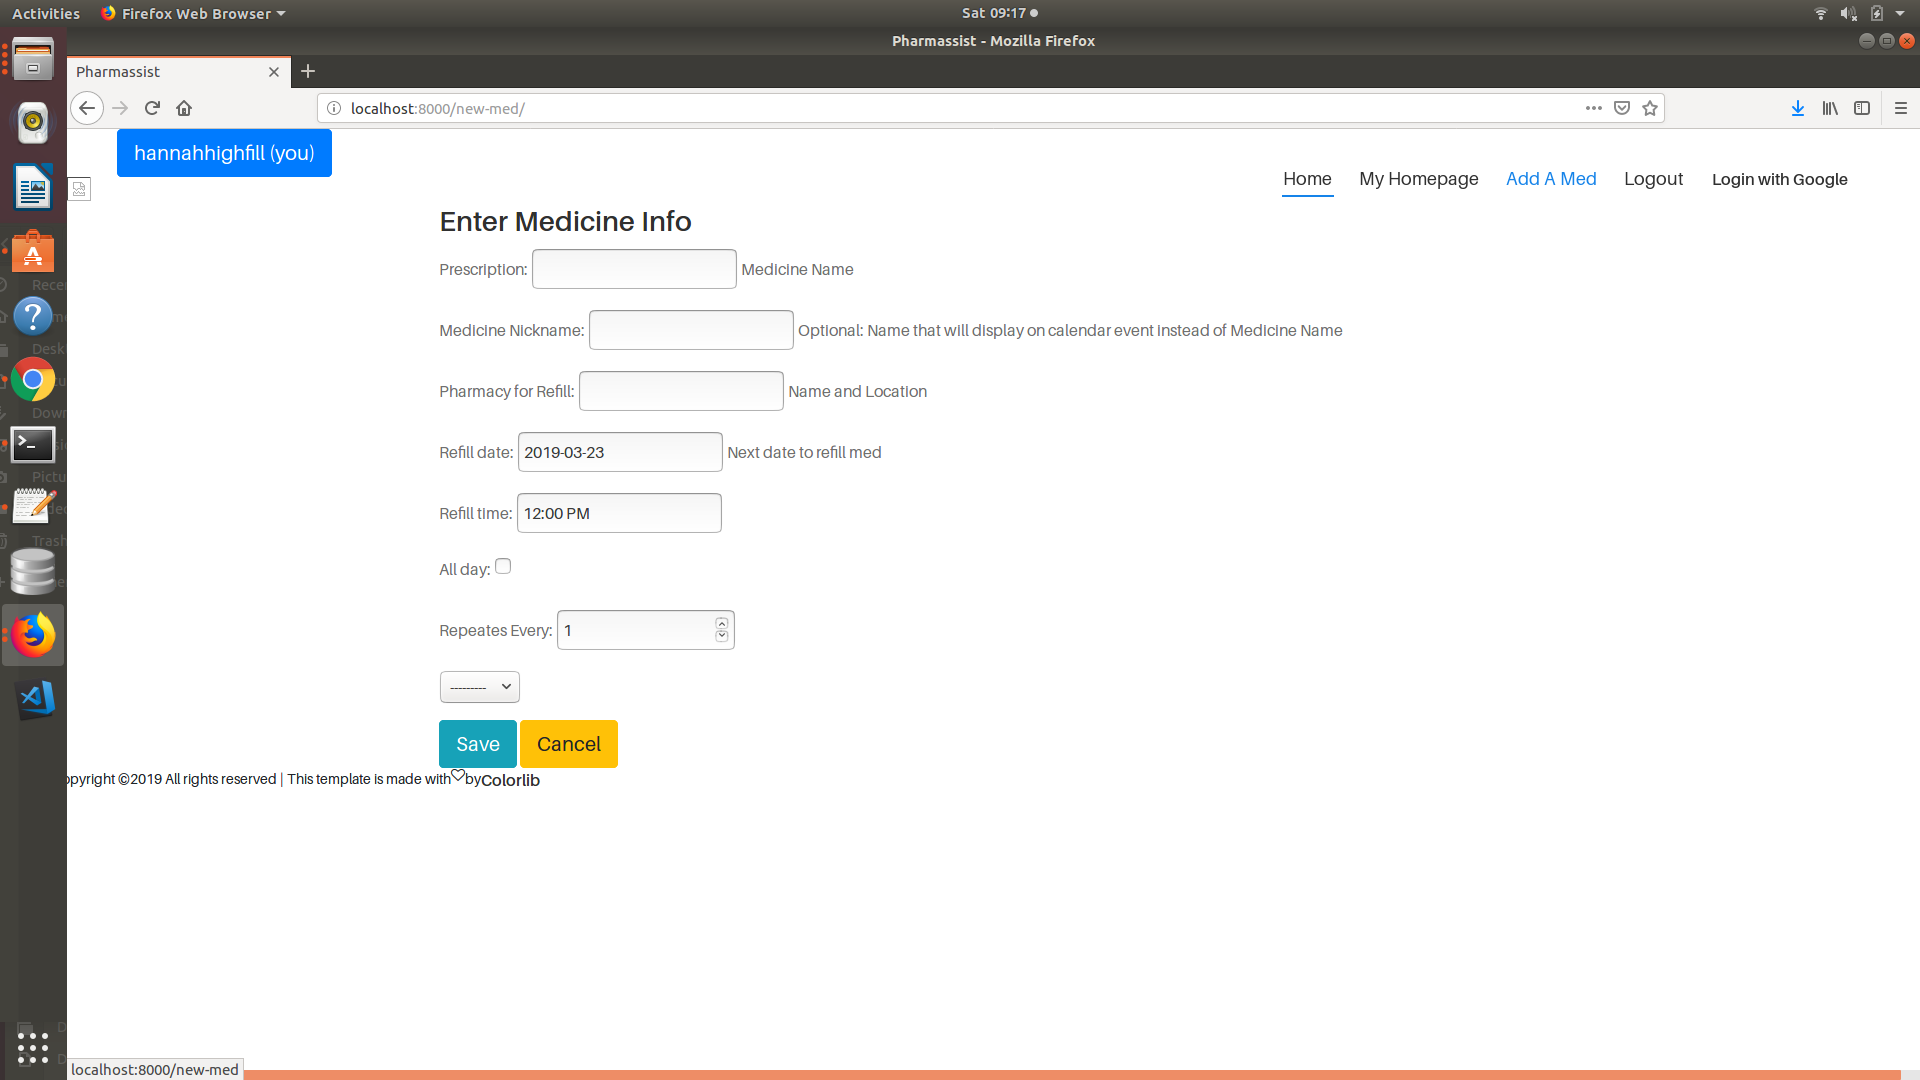 Activities Firefox Web Browser Sat 09:17
Pharmassist - Mozilla Firefox
Pharmassist
localhost:8000/new-med/
hannahhighfill (you)
Home My Homepage Add A Med Logout Login with Google
Enter Medicine Info
Prescription: Medicine Name
Medicine Nickname: Optional: Name that will display on calendar event instead of Medicine Name
Pharmacy for Refill: Name and Location
Refill date: 2019-03-23 Next date to refill med
Refill time: 12:00 PM
All day:
Repeates Every: 1
---------
Save Cancel
opyright ©2019 All rights reserved | This template is made with by Colorlib
localhost:8000/new-med